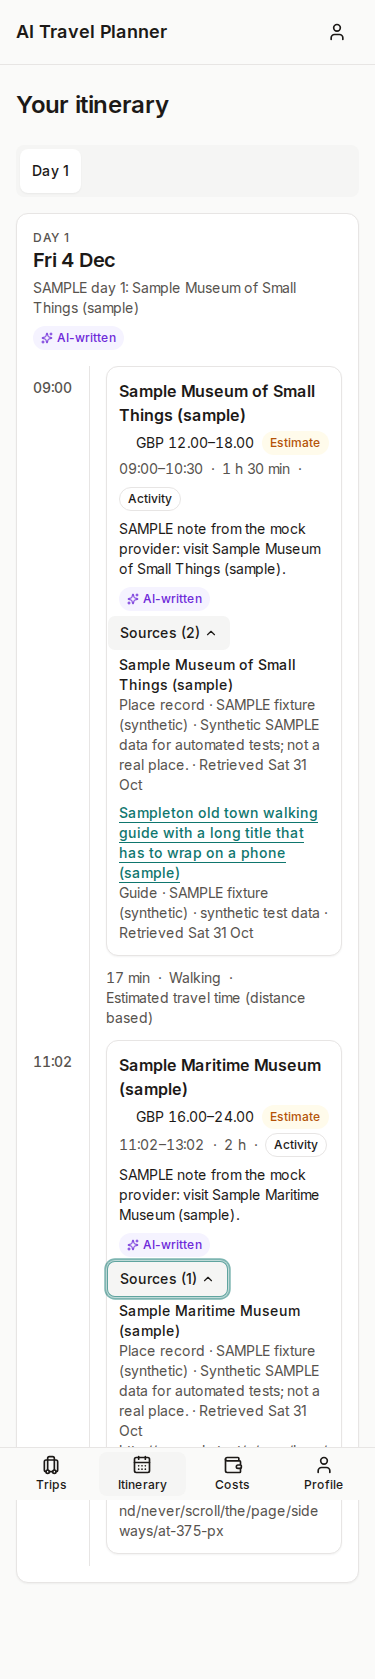 AI Travel Planner
Your itinerary
Day 1
DAY 1
Fri 4 Dec
SAMPLE day 1: Sample Museum of Small
Things (sample)
AI-written
09:00
Sample Museum of Small
Things (sample)
GBP 12.00–18.00 Estimate
09:00–10:30 · 1 h 30 min ·
Activity
SAMPLE note from the mock
provider: visit Sample Museum
of Small Things (sample).
AI-written
Sources (2)
Sample Museum of Small
Things (sample)
Place record · SAMPLE fixture
(synthetic) · Synthetic SAMPLE
data for automated tests; not a
real place. · Retrieved Sat 31
Oct
Sampleton old town walking
guide with a long title that
has to wrap on a phone
(sample)
Guide · SAMPLE fixture
(synthetic) · synthetic test data ·
Retrieved Sat 31 Oct
17 min · Walking ·
Estimated travel time (distance
based)
11:02
Sample Maritime Museum
(sample)
GBP 16.00–24.00 Estimate
11:02–13:02 · 2 h · Activity
SAMPLE note from the mock
provider: visit Sample Maritime
Museum (sample).
AI-written
Sources (1)
Sample Maritime Museum
(sample)
Place record · SAMPLE fixture
(synthetic) · Synthetic SAMPLE
data for automated tests; not a
real place. · Retrieved Sat 31
Oct
Trips Itinerary Costs Profile
nd/never/scroll/the/page/side
ways/at-375-px